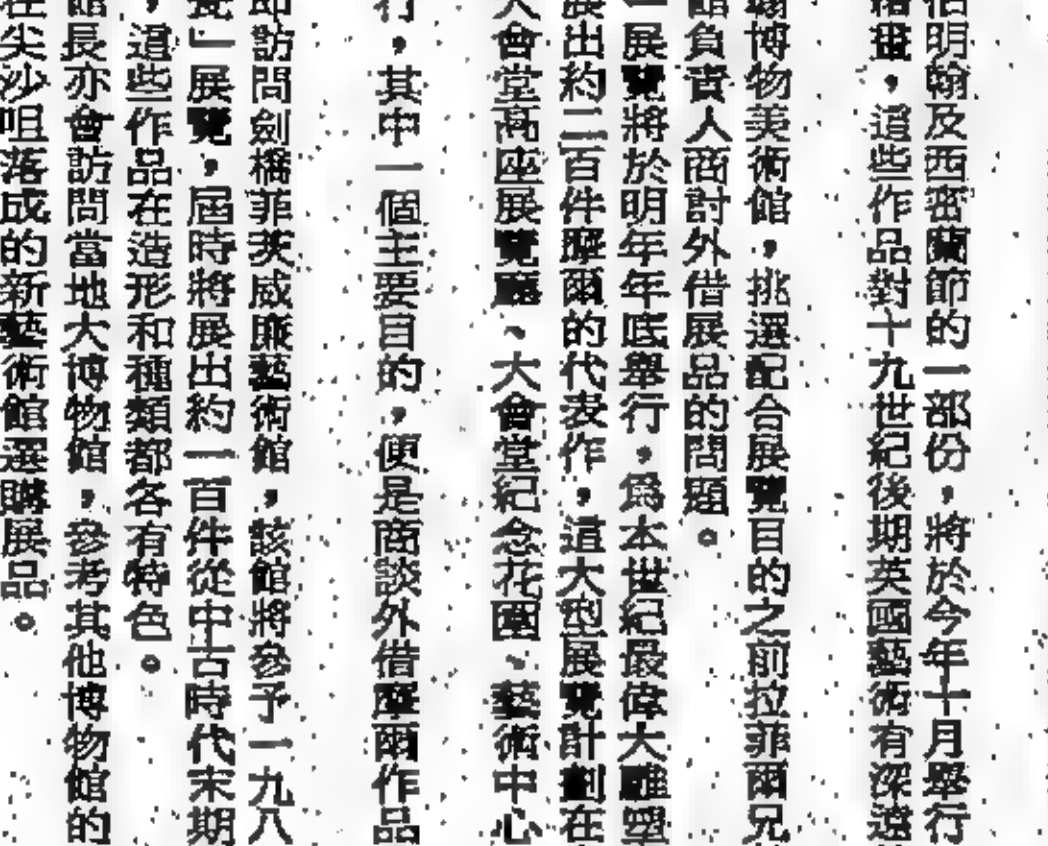 伯明翰及西密蘭節的一部份，將於今年十月舉行
繪畫，這些作品對十九世紀後期英國藝術有深遠
翰博物美術館，挑選配合展覽目的之前拉菲爾兄
館負責人商討外借展品的問題。
一展覽將於明年年底舉行。爲本世紀最偉大雕塑
展出約二百件摩爾的代表作，這大型展覽計劃在
大會堂高座展覽廳、大會堂紀念花園、藝術中心
行，其中一個主要目的，便是商談外借摩爾作品
即訪問劍橋菲茨威廉藝術館，該館將參予一九八
瓷」展覽，屆時將展出約一百件從中古時代末期
，這些作品在造形和種類都各有特色。
館長亦會訪問當地大博物館，參考其他博物館的
在尖沙咀落成的新藝術館選購展品。